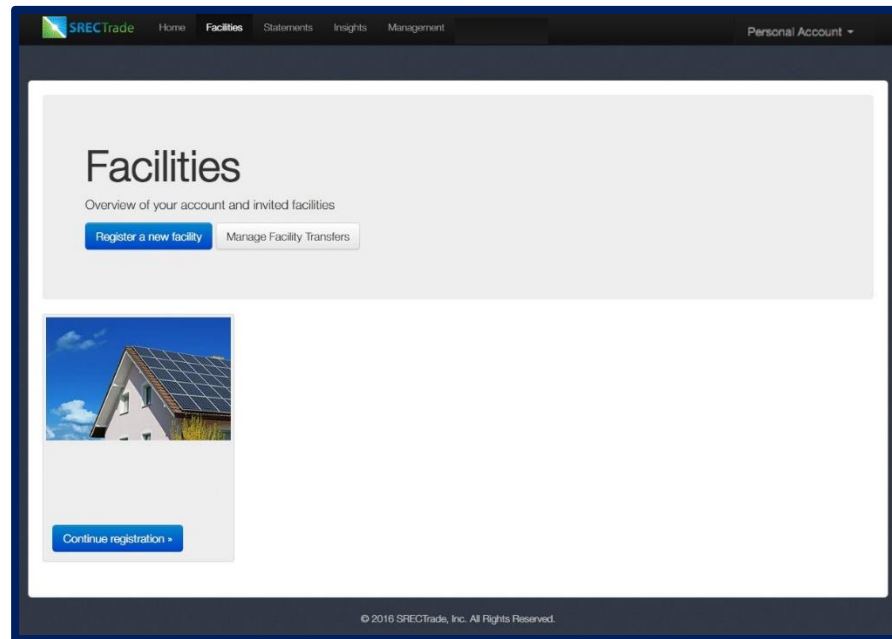 SRECTrade Home Facilities Statements Insights Management Personal Account
Facilities
Overview of your account and invited facilities
Register a new facility Manage Facility Transfers
Continue registration »
© 2016 SRECTrade, Inc. All Rights Reserved.